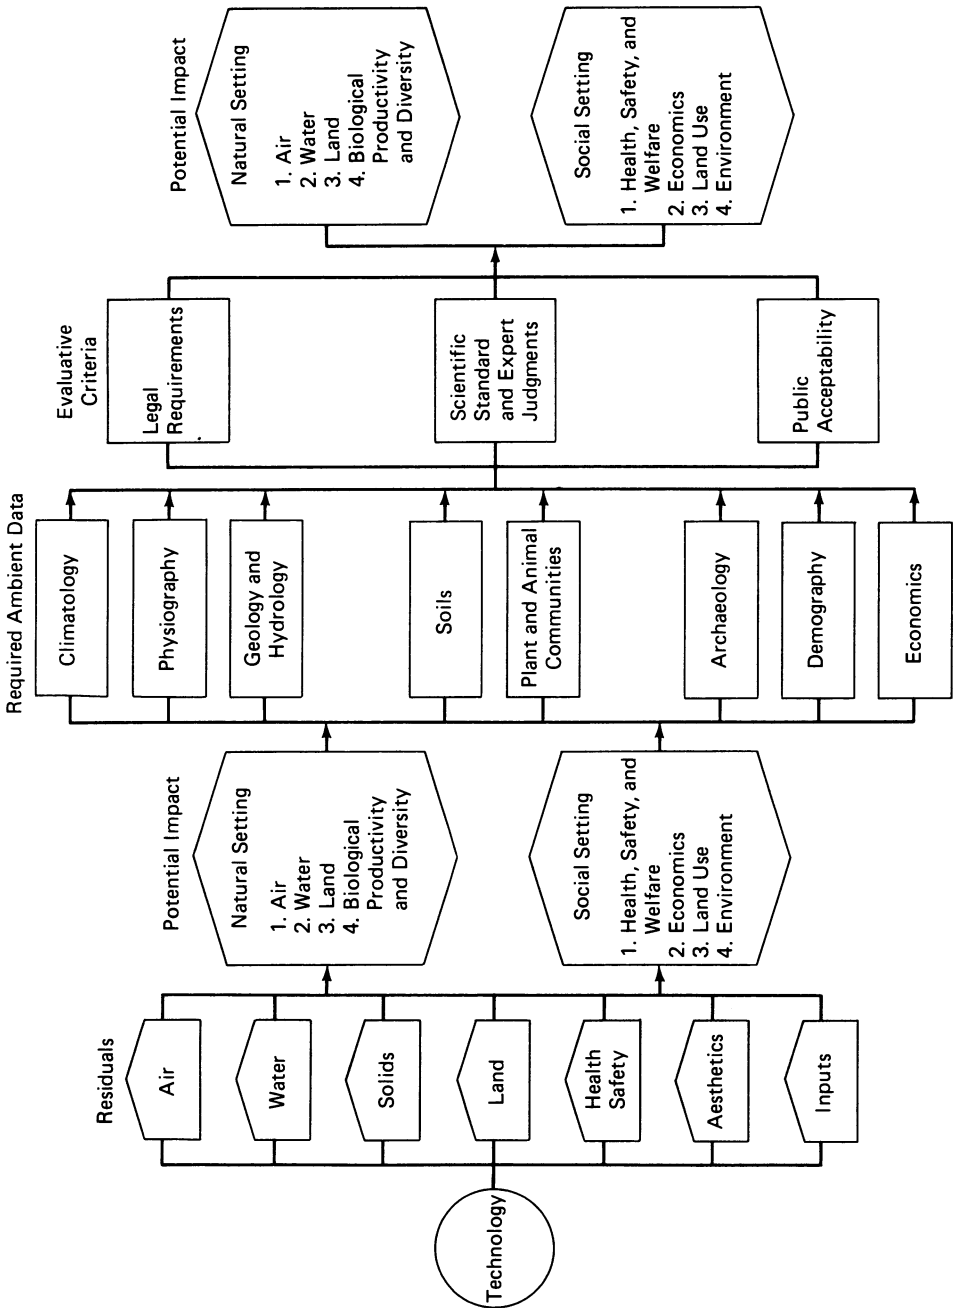 Technology
Residuals
Air
Water
Solids
Land
Health
Safety
Aesthetics
Inputs
Potential Impact
Natural Setting
1. Air
2. Water
3. Land
4. Biological
Productivity
and Diversity
Social Setting
1. Health, Safety, and
Welfare
2. Economics
3. Land Use
4. Environment
Required Ambient Data
Climatology
Physiography
Geology and
Hydrology
Soils
Plant and Animal
Communities
Archaeology
Demography
Economics
Evaluative
Criteria
Legal
Requirements
Scientific
Standard
and Expert
Judgments
Public
Acceptability
Potential Impact
Natural Setting
1. Air
2. Water
3. Land
4. Biological
Productivity
and Diversity
Social Setting
1. Health, Safety, and
Welfare
2. Economics
3. Land Use
4. Environment